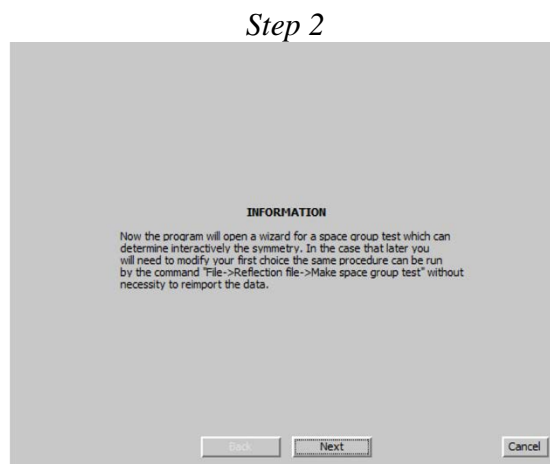 Step 2
INFORMATION
Now the program will open a wizard for a space group test which can
determine interactively the symmetry. In the case that later you
will need to modify your first choice the same procedure can be run
by the command "File->Reflection file->Make space group test" without
necessity to reimport the data.
Back Next Cancel